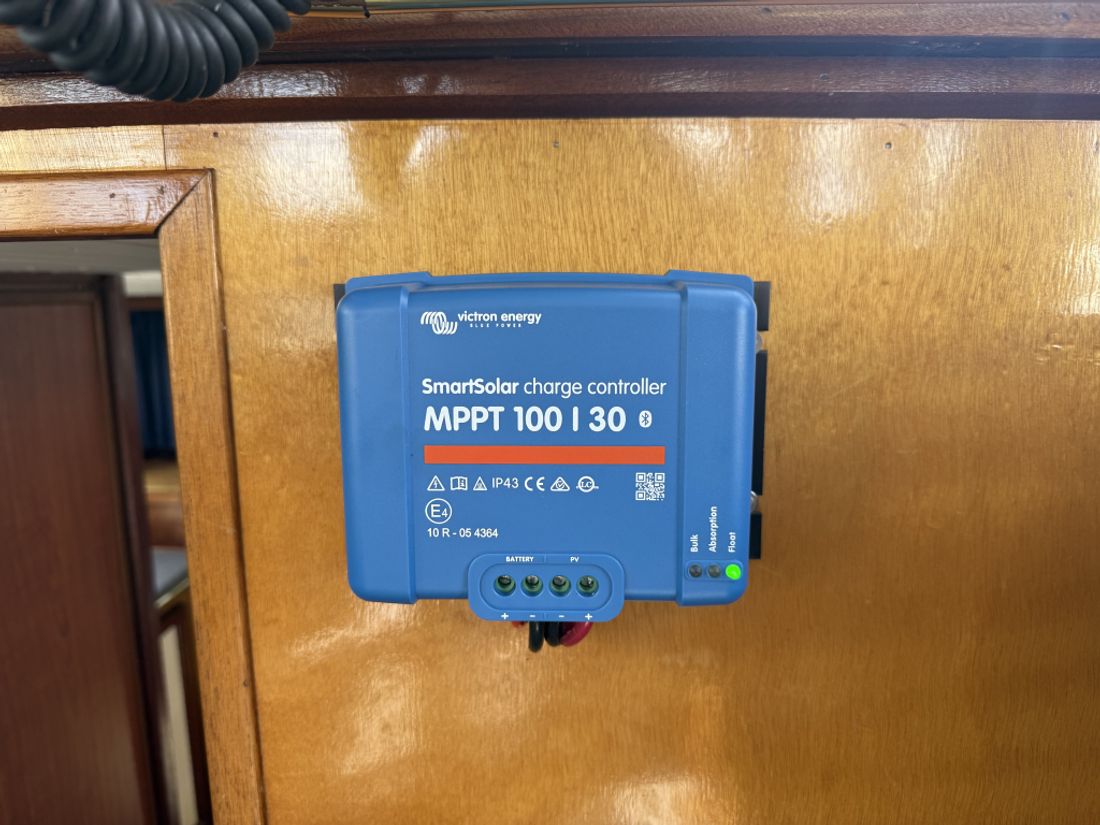 victron energy
BLUE POWER
SmartSolar charge controller
MPPT 100 | 30
IP43 CE
E4
10 R - 05 4364
Bulk
Absorption
Float
BATTERY PV
+ - - +